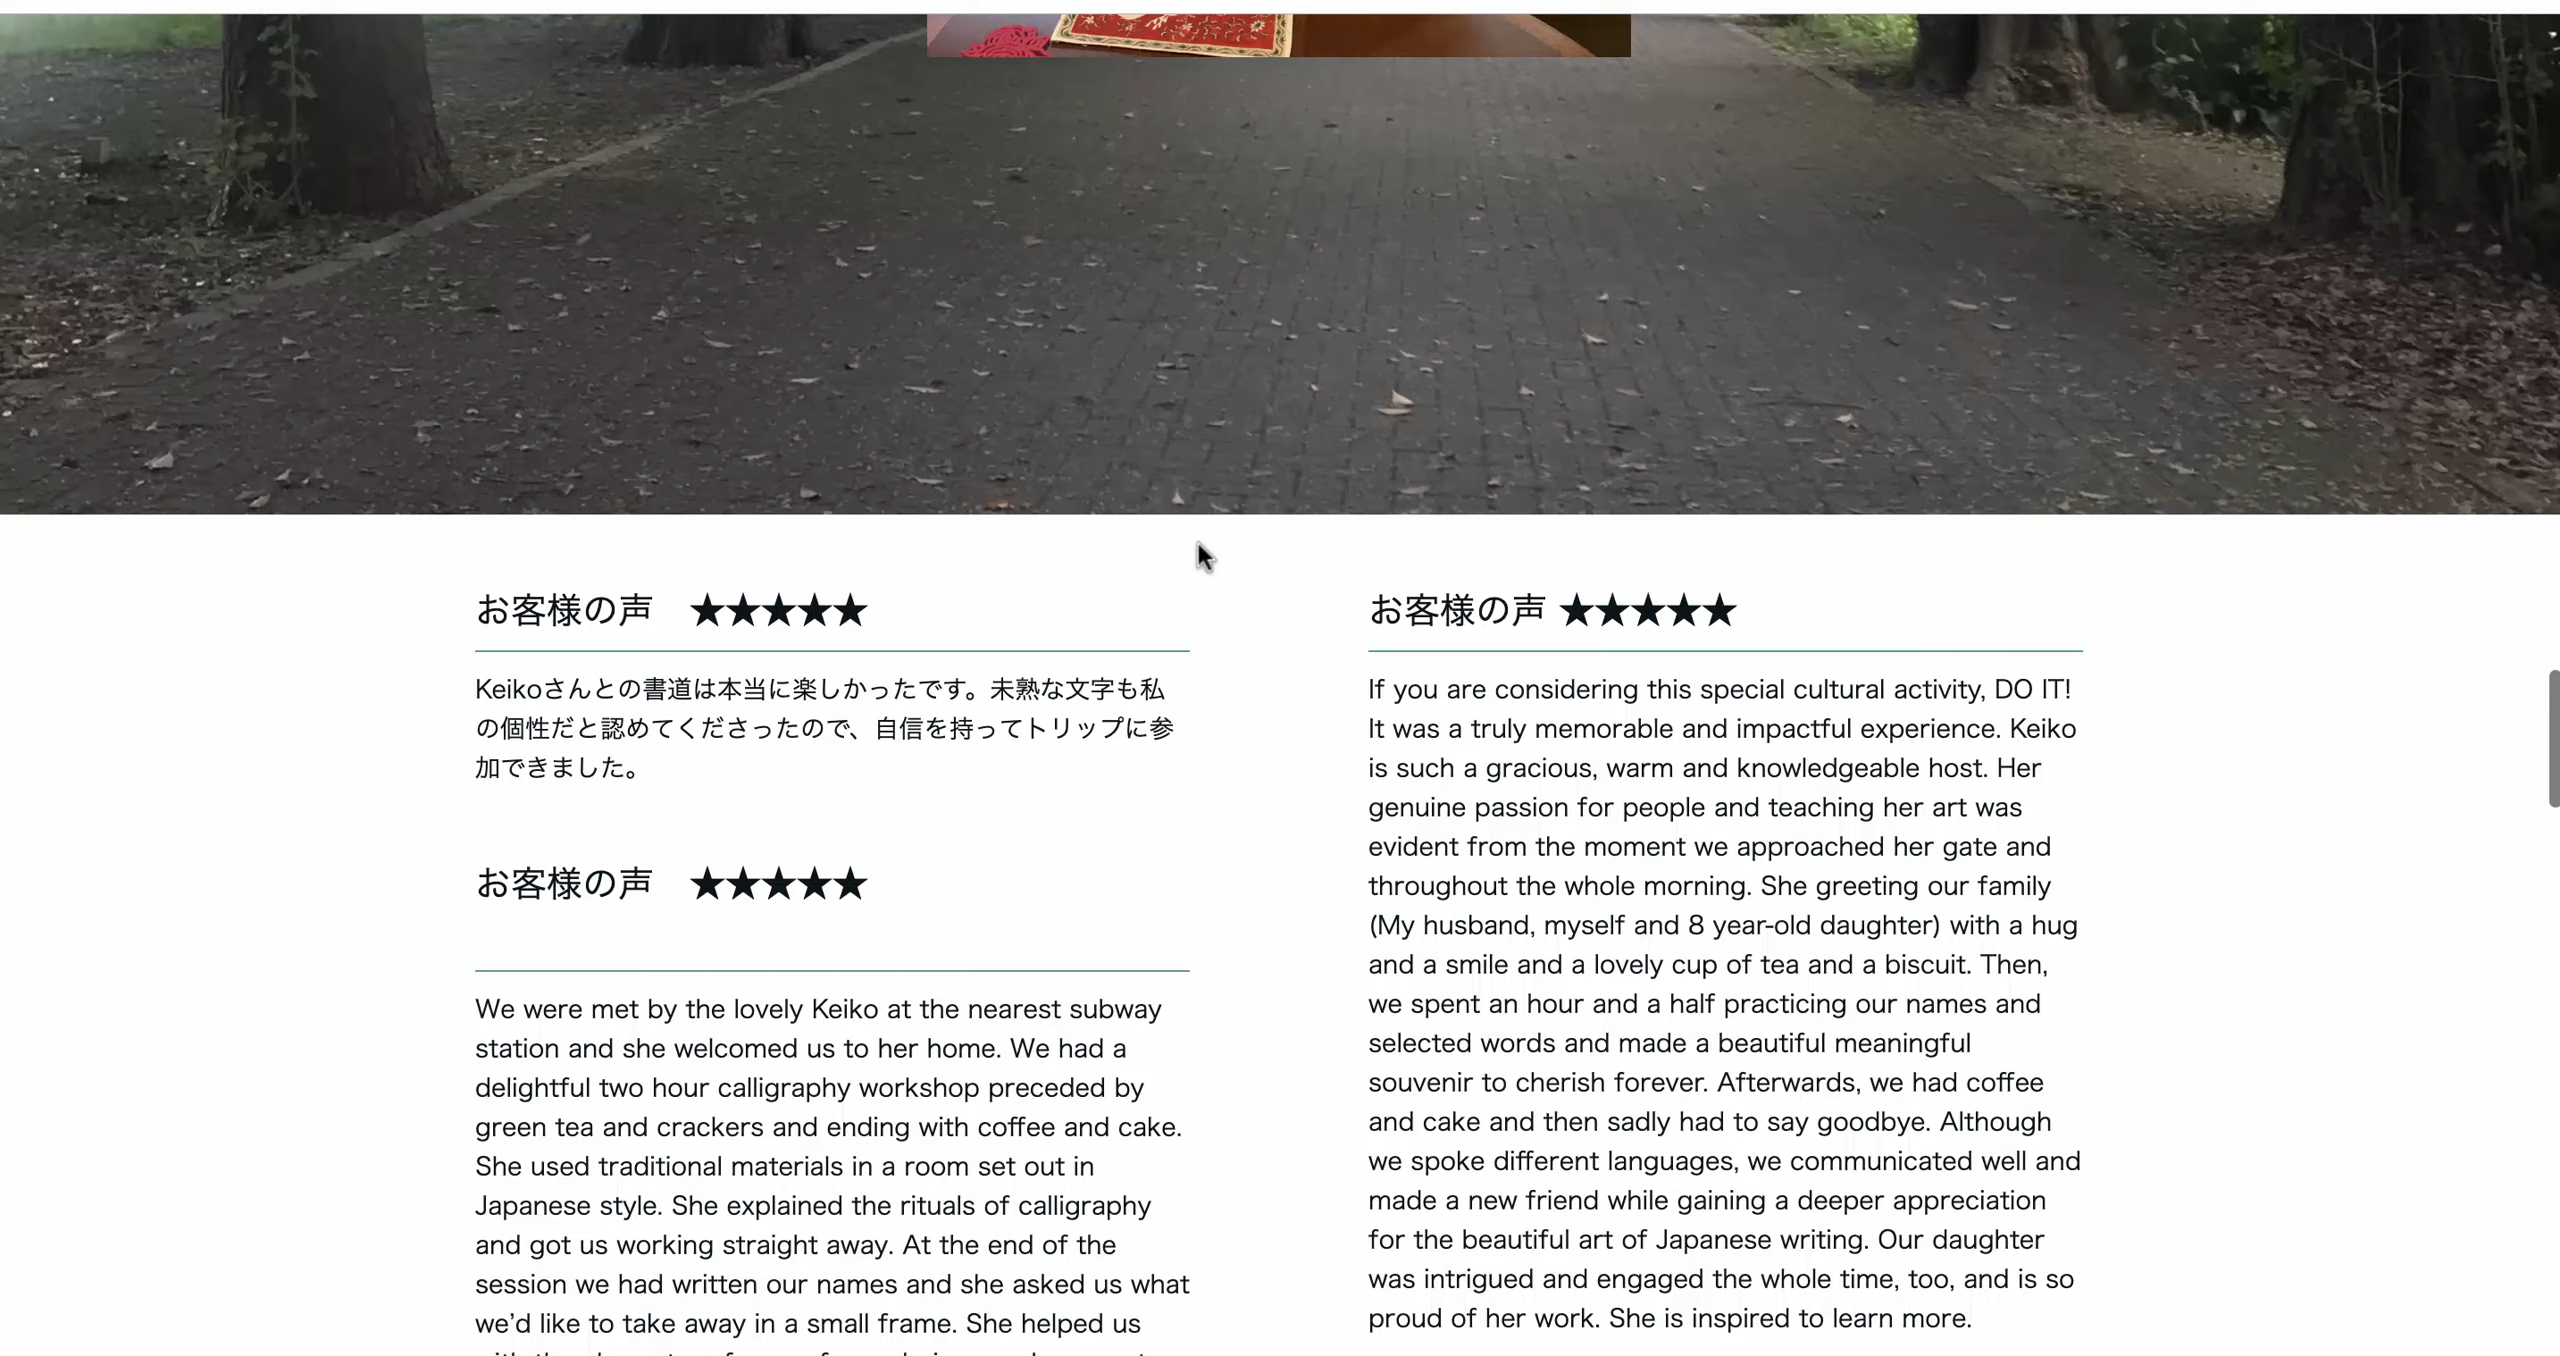 お客様の声　★★★★★
Keikoさんとの書道は本当に楽しかったです。未熟な文字も私
の個性だと認めてくださったので、自信を持ってトリップに参
加できました。
お客様の声　★★★★★
We were met by the lovely Keiko at the nearest subway
station and she welcomed us to her home. We had a
delightful two hour calligraphy workshop preceded by
green tea and crackers and ending with coffee and cake.
She used traditional materials in a room set out in
Japanese style. She explained the rituals of calligraphy
and got us working straight away. At the end of the
session we had written our names and she asked us what
we’d like to take away in a small frame. She helped us
お客様の声 ★★★★★
If you are considering this special cultural activity, DO IT!
It was a truly memorable and impactful experience. Keiko
is such a gracious, warm and knowledgeable host. Her
genuine passion for people and teaching her art was
evident from the moment we approached her gate and
throughout the whole morning. She greeting our family
(My husband, myself and 8 year-old daughter) with a hug
and a smile and a lovely cup of tea and a biscuit. Then,
we spent an hour and a half practicing our names and
selected words and made a beautiful meaningful
souvenir to cherish forever. Afterwards, we had coffee
and cake and then sadly had to say goodbye. Although
we spoke different languages, we communicated well and
made a new friend while gaining a deeper appreciation
for the beautiful art of Japanese writing. Our daughter
was intrigued and engaged the whole time, too, and is so
proud of her work. She is inspired to learn more.